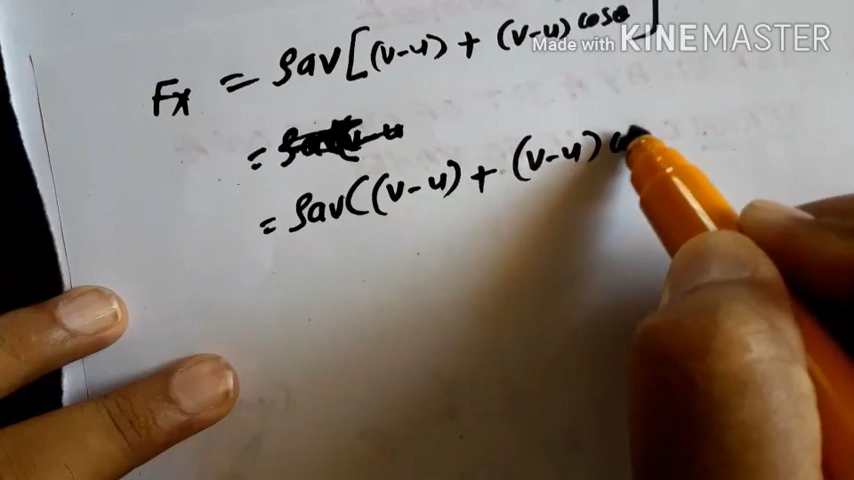 Fx = ρav[(v-u) + (v-u) cosθ]
Made with KINEMASTER
=
= ρav((v-u) + (v-u)